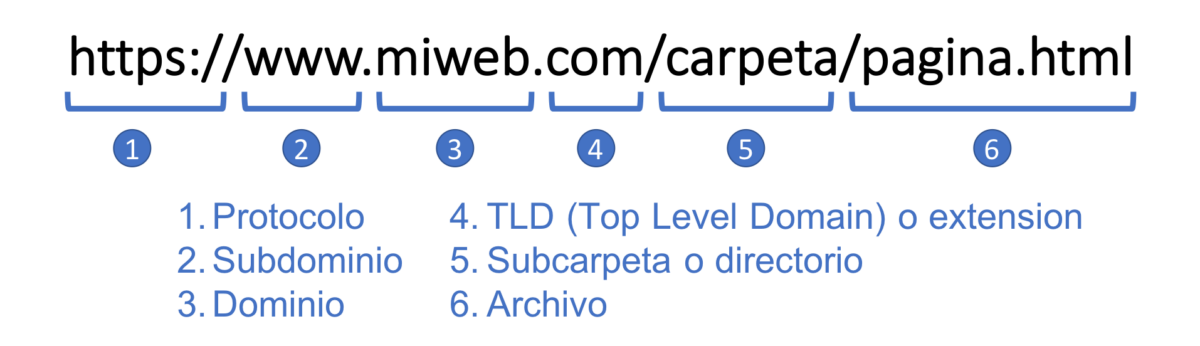 https://www.miweb.com/carpeta/pagina.html
1 2 3 4 5 6
1. Protocolo
2. Subdominio
3. Dominio
4. TLD (Top Level Domain) o extension
5. Subcarpeta o directorio
6. Archivo